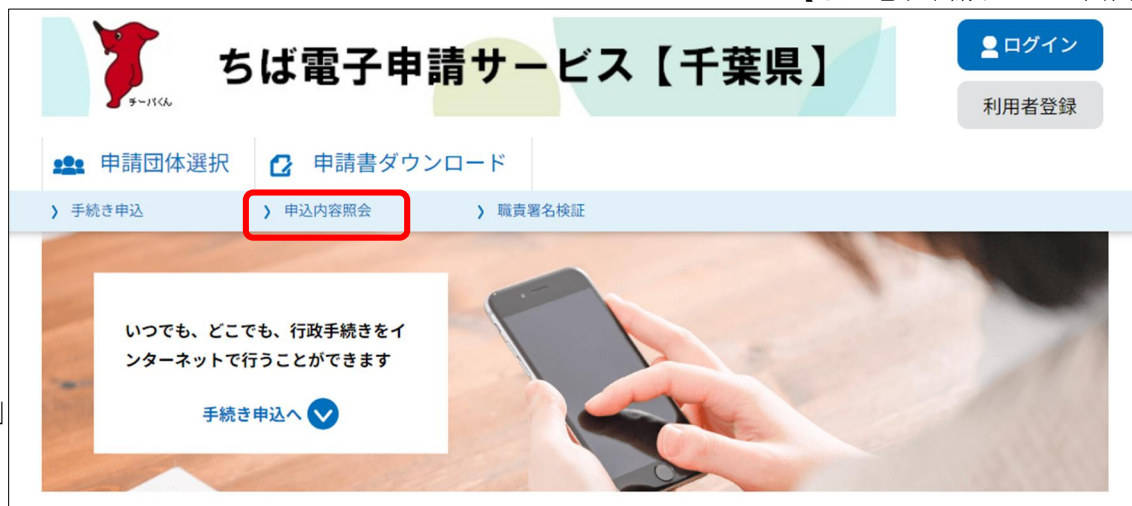 ちば電子申請サービス【千葉県】
チーバくん
ログイン
利用者登録
申請団体選択
申請書ダウンロード
手続き申込
申込内容照会
職責署名検証
いつでも、どこでも、行政手続きをイ
ンターネットで行うことができます
手続き申込へ